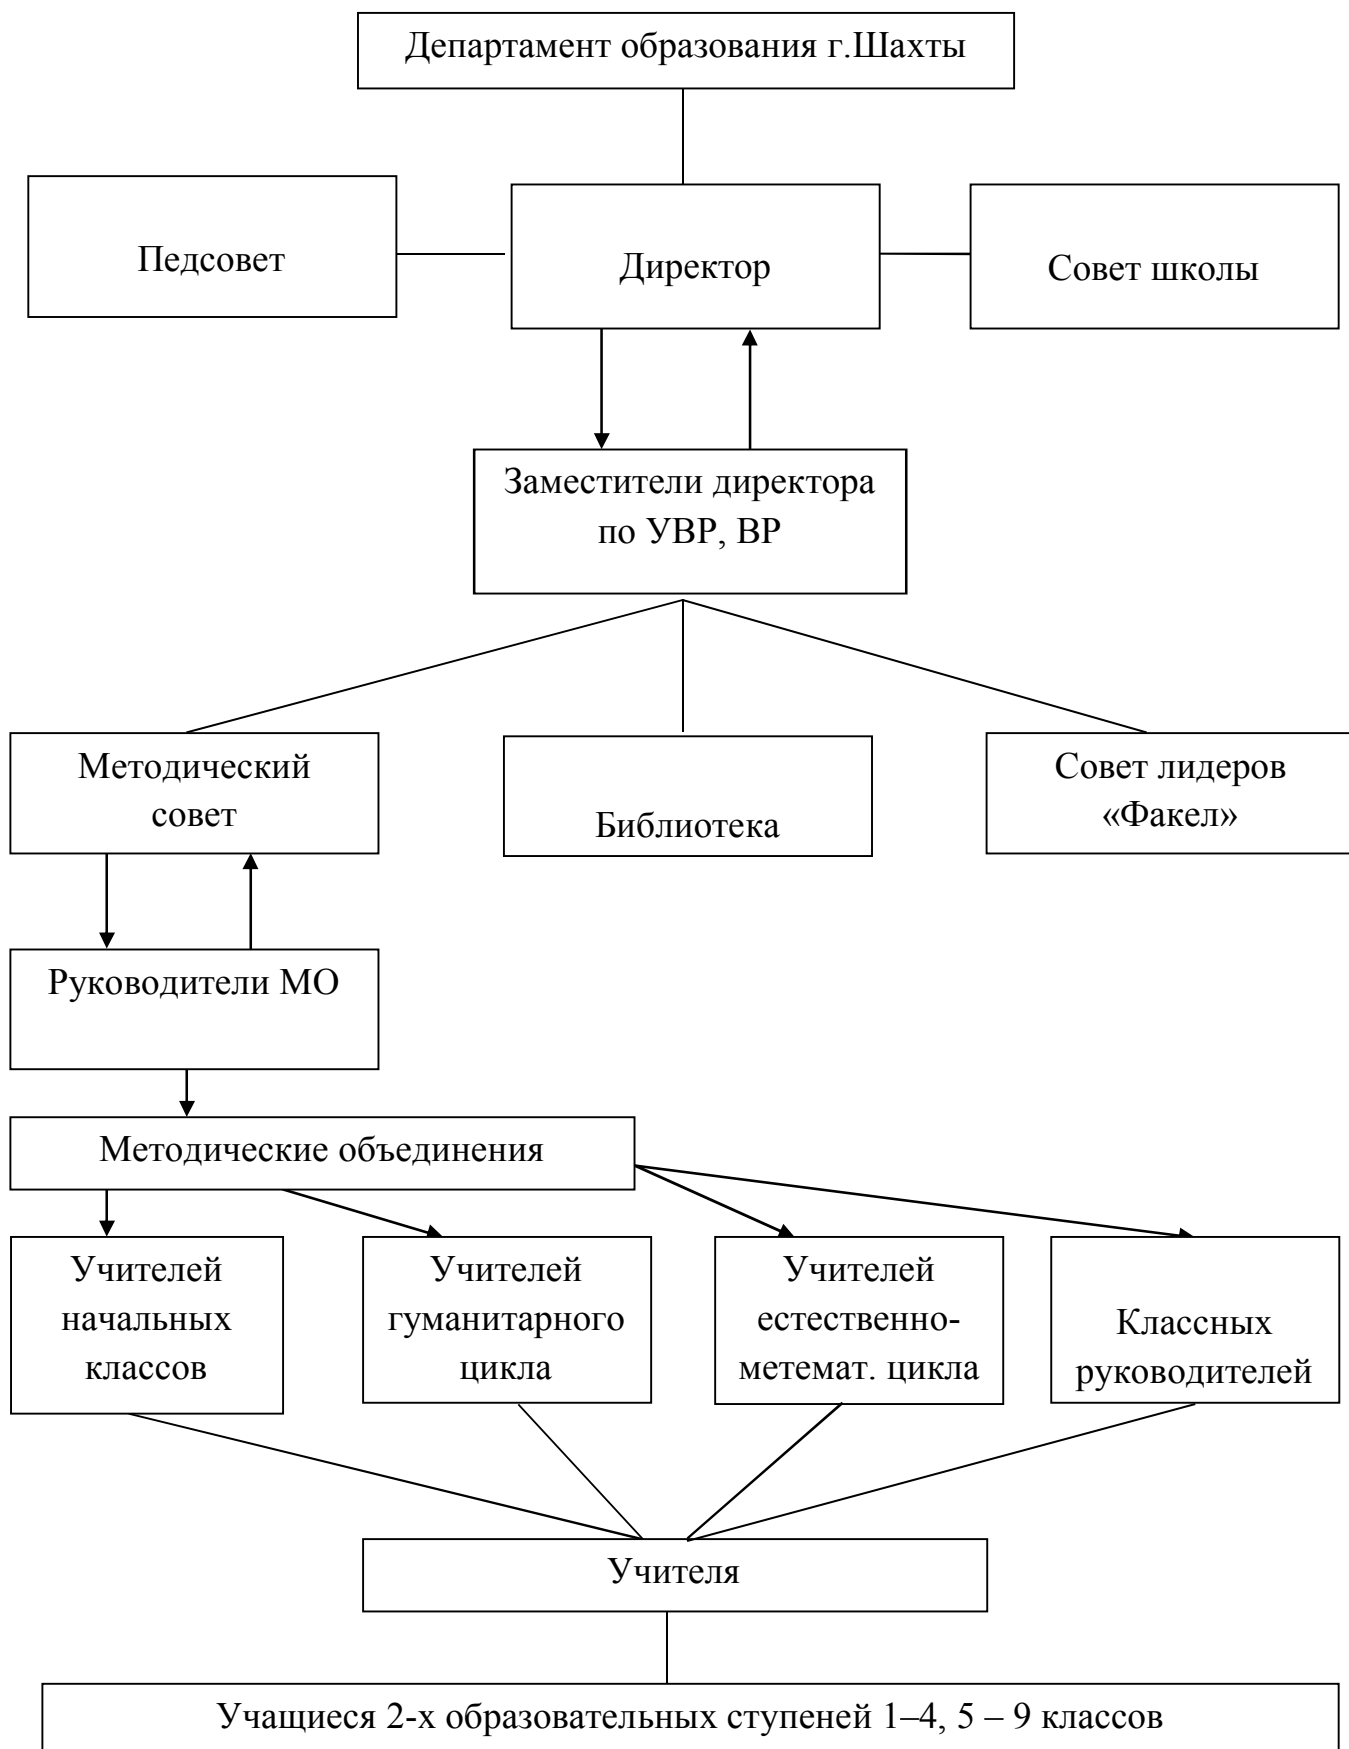 Департамент образования г.Шахты
Педсовет
Директор
Совет школы
Заместители директора
по УВР, ВР
Методический
совет
Библиотека
Совет лидеров
«Факел»
Руководители МО
Методические объединения
Учителей
начальных
классов
Учителей
гуманитарного
цикла
Учителей
естественно-
метемат. цикла
Классных
руководителей
Учителя
Учащиеся 2-х образовательных ступеней 1–4, 5 – 9 классов